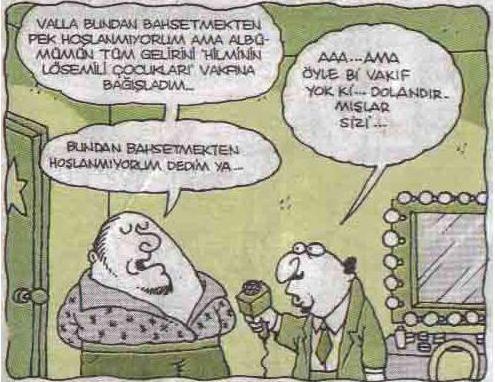 VALLA BUNDAN BAHSETMEKTEN
PEK HOŞLANMIYORUM AMA ALBÜ-
MÜMÜN TÜM GELİRİNİ 'HİLMİNİN
LÖSEMİLİ ÇOCUKLARI' VAKFINA
BAĞIŞLADIM...
AAA...AMA
ÖYLE Bİ' VAKIF
YOK Kİ... DOLANDIR-
MIŞLAR
SİZİ...
BUNDAN BAHSETMEKTEN
HOŞLANMIYORUM DEDİM YA...